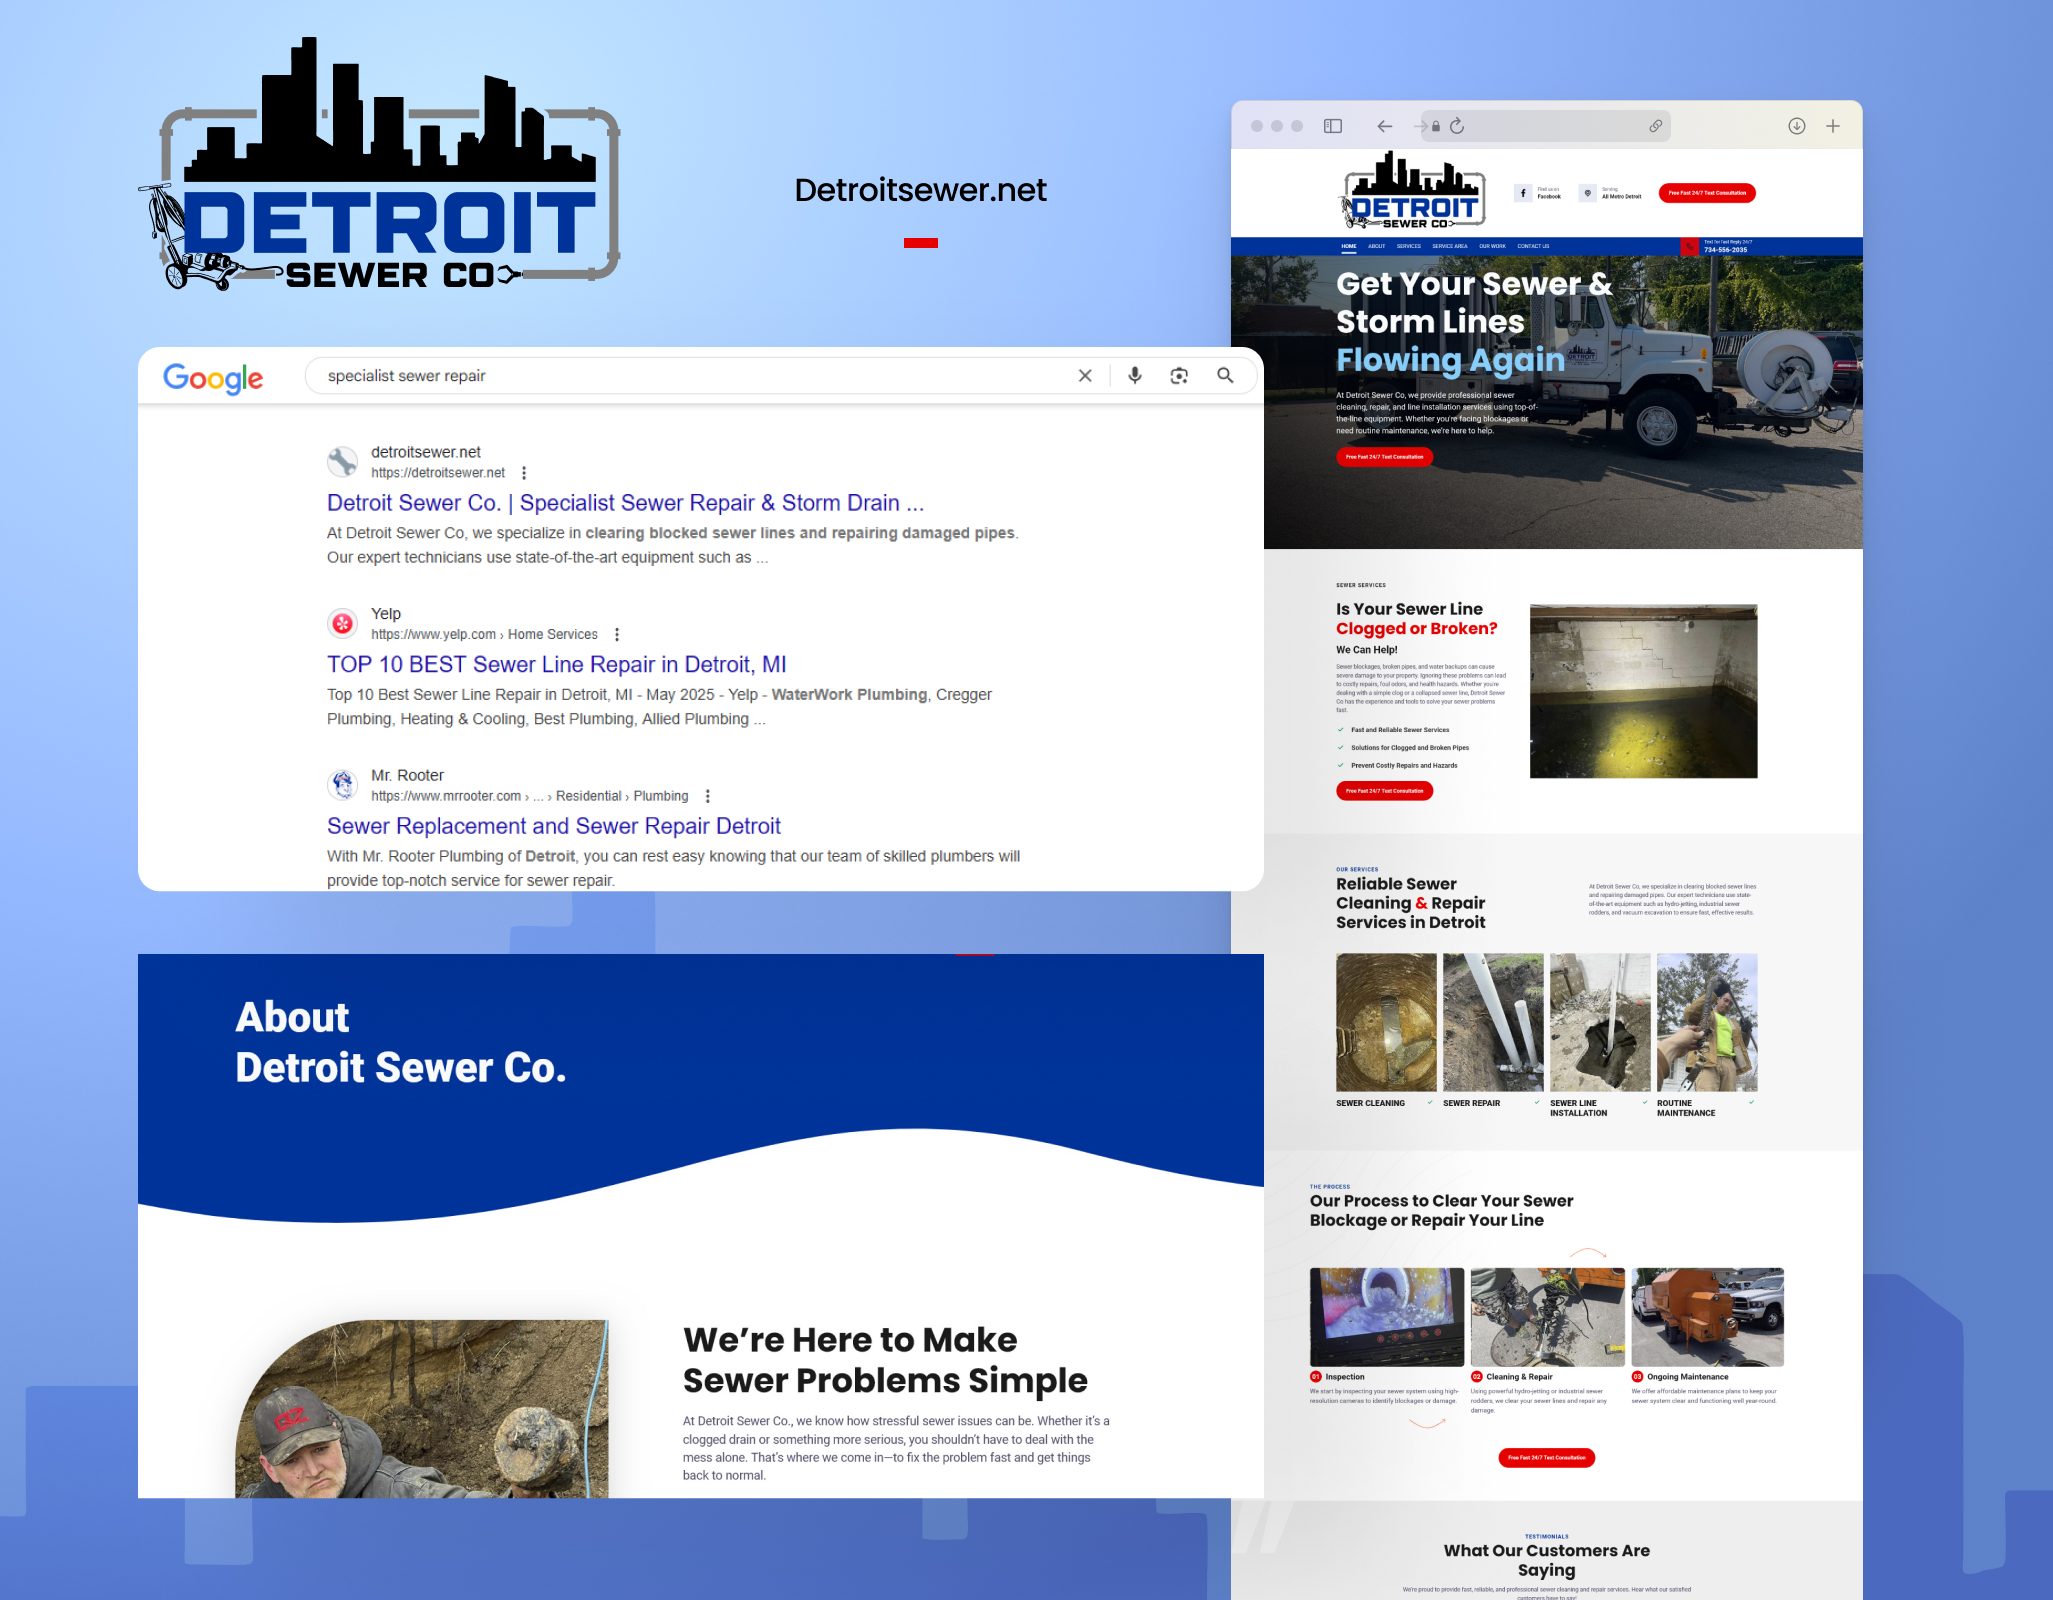 DETROIT
SEWER CO
Detroitsewer.net
Google
specialist sewer repair
detroitsewer.net
https://detroitsewer.net
Detroit Sewer Co. | Specialist Sewer Repair & Storm Drain ...
At Detroit Sewer Co, we specialize in clearing blocked sewer lines and repairing damaged pipes.
Our expert technicians use state-of-the-art equipment such as ...
Yelp
https://www.yelp.com › Home Services
TOP 10 BEST Sewer Line Repair in Detroit, MI
Top 10 Best Sewer Line Repair in Detroit, MI - May 2025 - Yelp - WaterWork Plumbing, Cregger
Plumbing, Heating & Cooling, Best Plumbing, Allied Plumbing ...
Mr. Rooter
https://www.mrrooter.com › ... › Residential › Plumbing
Sewer Replacement and Sewer Repair Detroit
With Mr. Rooter Plumbing of Detroit, you can rest easy knowing that our team of skilled plumbers will
provide top-notch service for sewer repair.
About
Detroit Sewer Co.
We're Here to Make
Sewer Problems Simple
At Detroit Sewer Co., we know how stressful sewer issues can be. Whether it's a
clogged drain or something more serious, you shouldn't have to deal with the
mess alone. That's where we come in—to fix the problem fast and get things
back to normal.
DETROIT
SEWER CO
Find us on
Facebook
Serving
All Metro Detroit
Free Fast 24/7 Text Consultation
HOME ABOUT SERVICES SERVICE AREA OUR WORK CONTACT US
Text for fast Reply 24/7
734-556-2035
Get Your Sewer &
Storm Lines
Flowing Again
At Detroit Sewer Co, we provide professional sewer
cleaning, repair, and line installation services using top-of-
the-line equipment. Whether you're facing blockages or
need routine maintenance, we're here to help.
Free Fast 24/7 Text Consultation
SEWER SERVICES
Is Your Sewer Line
Clogged or Broken?
We Can Help!
Sewer blockages, broken pipes, and water backups can cause
severe damage to your property. Ignoring these problems can lead
to costly repairs, foul odors, and health hazards. Whether you're
dealing with a simple clog or a collapsed sewer line, Detroit Sewer
Co has the experience and tools to solve your sewer problems
fast.
Fast and Reliable Sewer Services
Solutions for Clogged and Broken Pipes
Prevent Costly Repairs and Hazards
Free Fast 24/7 Text Consultation
OUR SERVICES
Reliable Sewer
Cleaning & Repair
Services in Detroit
At Detroit Sewer Co, we specialize in clearing blocked sewer lines
and repairing damaged pipes. Our expert technicians use state-
of-the-art equipment such as hydro-jetting, industrial sewer
rodders, and vacuum excavation to ensure fast, effective results.
SEWER CLEANING
SEWER REPAIR
SEWER LINE
INSTALLATION
ROUTINE
MAINTENANCE
THE PROCESS
Our Process to Clear Your Sewer
Blockage or Repair Your Line
01 Inspection
We start by inspecting your sewer system using high-
resolution cameras to identify blockages or damage.
02 Cleaning & Repair
Using powerful hydro-jetting or industrial sewer
rodders, we clear your sewer lines and repair any
damage.
03 Ongoing Maintenance
We offer affordable maintenance plans to keep your
sewer system clear and functioning well year-round.
Free Fast 24/7 Text Consultation
TESTIMONIALS
What Our Customers Are
Saying
We're proud to provide fast, reliable, and professional sewer cleaning and repair services. Hear what our satisfied
customers have to say!